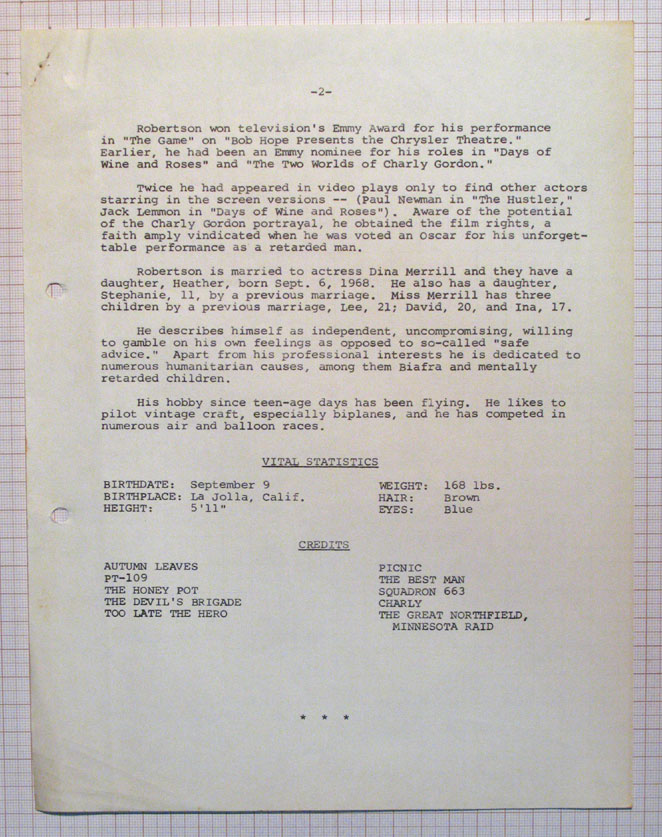 -2-
Robertson won television's Emmy Award for his performance
in "The Game" on "Bob Hope Presents the Chrysler Theatre."
Earlier, he had been an Emmy nominee for his roles in "Days of
Wine and Roses" and "The Two Worlds of Charly Gordon."
Twice he had appeared in video plays only to find other actors
starring in the screen versions -- (Paul Newman in "The Hustler,"
Jack Lemmon in "Days of Wine and Roses"). Aware of the potential
of the Charly Gordon portrayal, he obtained the film rights, a
faith amply vindicated when he was voted an Oscar for his unforget-
table performance as a retarded man.
Robertson is married to actress Dina Merrill and they have a
daughter, Heather, born Sept. 6, 1968. He also has a daughter,
Stephanie, 11, by a previous marriage. Miss Merrill has three
children by a previous marriage, Lee, 21; David, 20, and Ina, 17.
He describes himself as independent, uncompromising, willing
to gamble on his own feelings as opposed to so-called "safe
advice." Apart from his professional interests he is dedicated to
numerous humanitarian causes, among them Biafra and mentally
retarded children.
His hobby since teen-age days has been flying. He likes to
pilot vintage craft, especially biplanes, and he has competed in
numerous air and balloon races.
VITAL STATISTICS
BIRTHDATE: September 9
BIRTHPLACE: La Jolla, Calif.
HEIGHT: 5'11"
WEIGHT: 168 lbs.
HAIR: Brown
EYES: Blue
CREDITS
AUTUMN LEAVES
PT-109
THE HONEY POT
THE DEVIL'S BRIGADE
TOO LATE THE HERO
PICNIC
THE BEST MAN
SQUADRON 663
CHARLY
THE GREAT NORTHFIELD,
MINNESOTA RAID
* * *